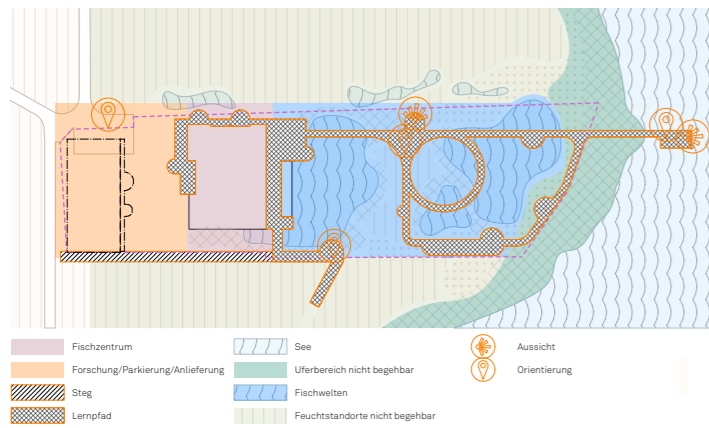 Fischzentrum
Forschung/Parkierung/Anlieferung
Steg
Lernpfad
See
Uferbereich nicht begehbar
Fischwelten
Feuchtstandorte nicht begehbar
Aussicht
Orientierung